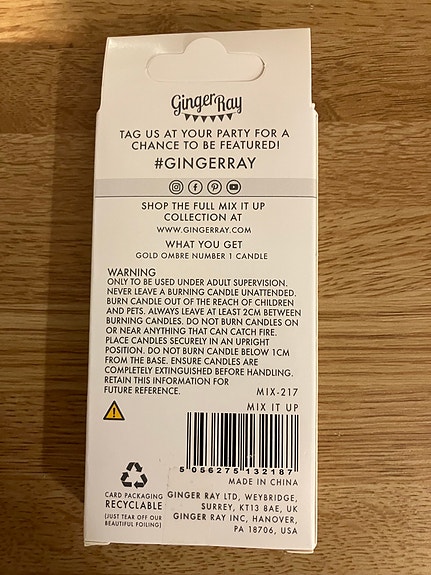 Ginger Ray
TAG US AT YOUR PARTY FOR A
CHANCE TO BE FEATURED!
#GINGERRAY
SHOP THE FULL MIX IT UP
COLLECTION AT
WWW.GINGERRAY.COM
WHAT YOU GET
GOLD OMBRE NUMBER 1 CANDLE
WARNING
ONLY TO BE USED UNDER ADULT SUPERVISION.
NEVER LEAVE A BURNING CANDLE UNATTENDED.
BURN CANDLE OUT OF THE REACH OF CHILDREN
AND PETS. ALWAYS LEAVE AT LEAST 2CM BETWEEN
BURNING CANDLES. DO NOT BURN CANDLES ON
OR NEAR ANYTHING THAT CAN CATCH FIRE.
PLACE CANDLES SECURELY IN AN UPRIGHT
POSITION. DO NOT BURN CANDLE BELOW 1CM
FROM THE BASE. ENSURE CANDLES ARE
COMPLETELY EXTINGUISHED BEFORE HANDLING.
RETAIN THIS INFORMATION FOR
FUTURE REFERENCE.
MIX-217
MIX IT UP
5 056275 132187
MADE IN CHINA
CARD PACKAGING
RECYCLABLE
(JUST TEAR OFF OUR
BEAUTIFUL FOILING)
GINGER RAY LTD, WEYBRIDGE,
SURREY, KT13 8AE, UK
GINGER RAY INC, HANOVER,
PA 18706, USA